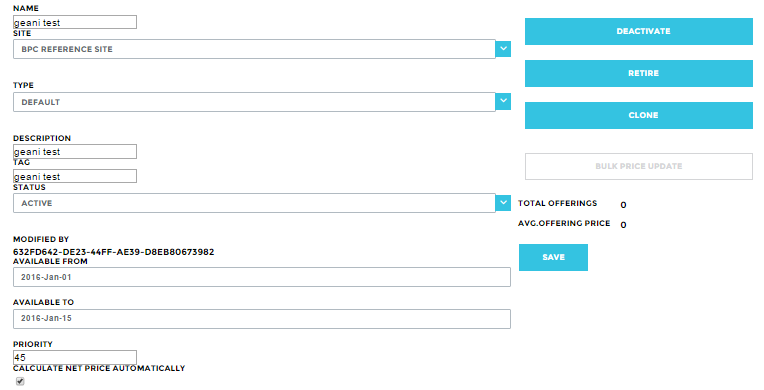 NAME
geani test
SITE
BPC REFERENCE SITE
TYPE
DEFAULT
DESCRIPTION
geani test
TAG
geani test
STATUS
ACTIVE
MODIFIED BY
632FD642-DE23-44FF-AE39-D8EB80673982
AVAILABLE FROM
2016-Jan-01
AVAILABLE TO
2016-Jan-15
PRIORITY
45
CALCULATE NET PRICE AUTOMATICALLY
DEACTIVATE
RETIRE
CLONE
BULK PRICE UPDATE
TOTAL OFFERINGS 0
AVG.OFFERING PRICE 0
SAVE